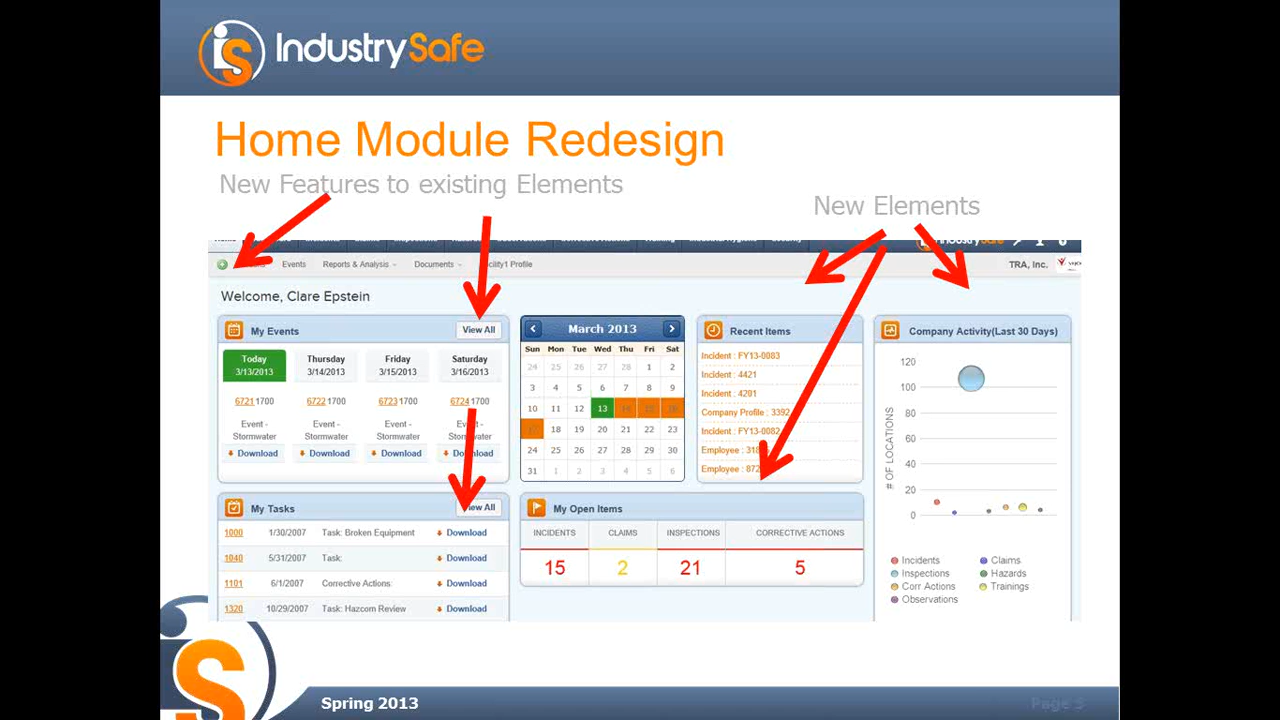 IndustrySafe
Home Module Redesign
New Features to existing Elements
New Elements
IndustrySafe
Events
Reports & Analysis
Documents
Profile
TRA, Inc.
Welcome, Clare Epstein
My Events
View All
Today
3/13/2013
Thursday
3/14/2013
Friday
3/15/2013
Saturday
3/16/2013
6721 1700
6722 1700
6723 1700
6724 1700
Event -
Stormwater
Event -
Stormwater
Event -
Stormwater
Event -
Stormwater
Download
Download
Download
Download
March 2013
Sun Mon Tue Wed Thu Fri Sat
24 25 26 27 28 1 2
3 4 5 6 7 8 9
10 11 12 13 14 15 16
17 18 19 20 21 22 23
24 25 26 27 28 29 30
31 1 2 3 4 5 6
Recent Items
Incident : FY13-0083
Incident : 4421
Incident : 4201
Company Profile : 3392
Incident : FY13-0082
Employee :
Employee :
Company Activity(Last 30 Days)
# OF LOCATIONS
120
100
80
60
40
20
0
Incidents
Claims
Inspections
Hazards
Corr Actions
Trainings
Observations
My Tasks
View All
1000 1/30/2007 Task: Broken Equipment Download
1040 5/31/2007 Task: Download
1101 6/1/2007 Corrective Actions: Download
1320 10/29/2007 Task: Hazcom Review Download
My Open Items
INCIDENTS CLAIMS INSPECTIONS CORRECTIVE ACTIONS
15 2 21 5
Spring 2013
Page 5